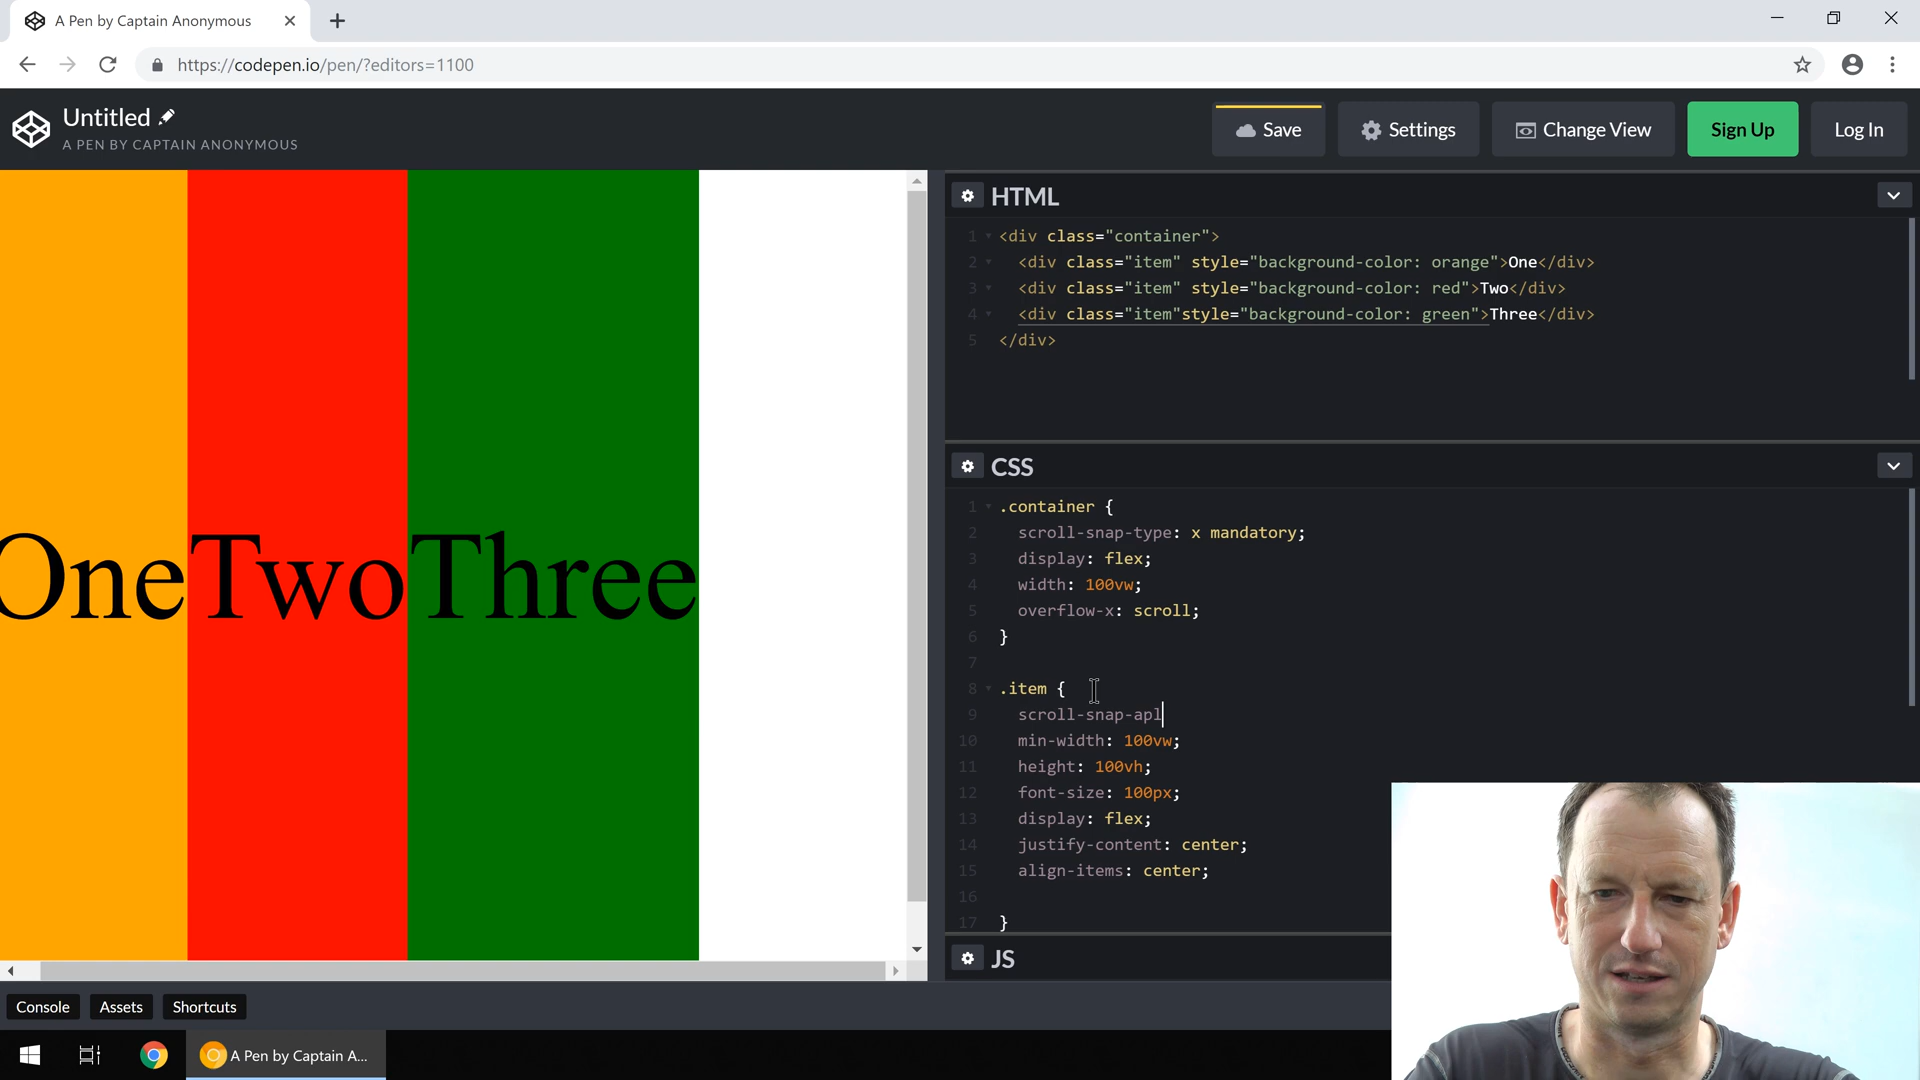 A Pen by Captain Anonymous
https://codepen.io/pen/?editors=1100
Untitled
A PEN BY CAPTAIN ANONYMOUS
Save
Settings
Change View
Sign Up
Log In
OneTwoThree
HTML
1 <div class="container">
2 <div class="item" style="background-color: orange">One</div>
3 <div class="item" style="background-color: red">Two</div>
4 <div class="item"style="background-color: green">Three</div>
5 </div>
CSS
1 .container {
2 scroll-snap-type: x mandatory;
3 display: flex;
4 width: 100vw;
5 overflow-x: scroll;
6 }
7
8 .item {
9 scroll-snap-apl
10 min-width: 100vw;
11 height: 100vh;
12 font-size: 100px;
13 display: flex;
14 justify-content: center;
15 align-items: center;
16
17 }
JS
Console
Assets
Shortcuts
A Pen by Captain A...